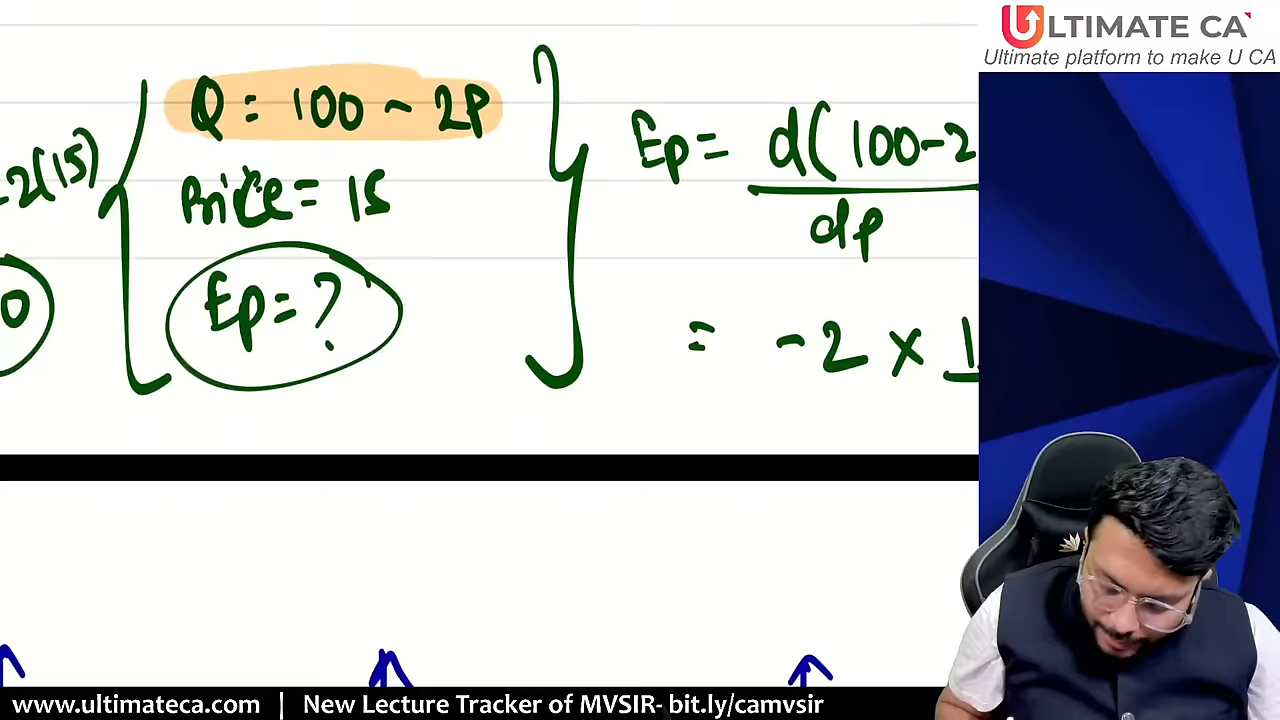 ULTIMATE CA
Ultimate platform to make U CA
Q = 100 - 2P
Price = 15
Ep = ?
-2(15)
0
Ep = d(100-2
dp
= -2 ×
www.ultimateca.com | New Lecture Tracker of MVSIR- bit.ly/camvsir